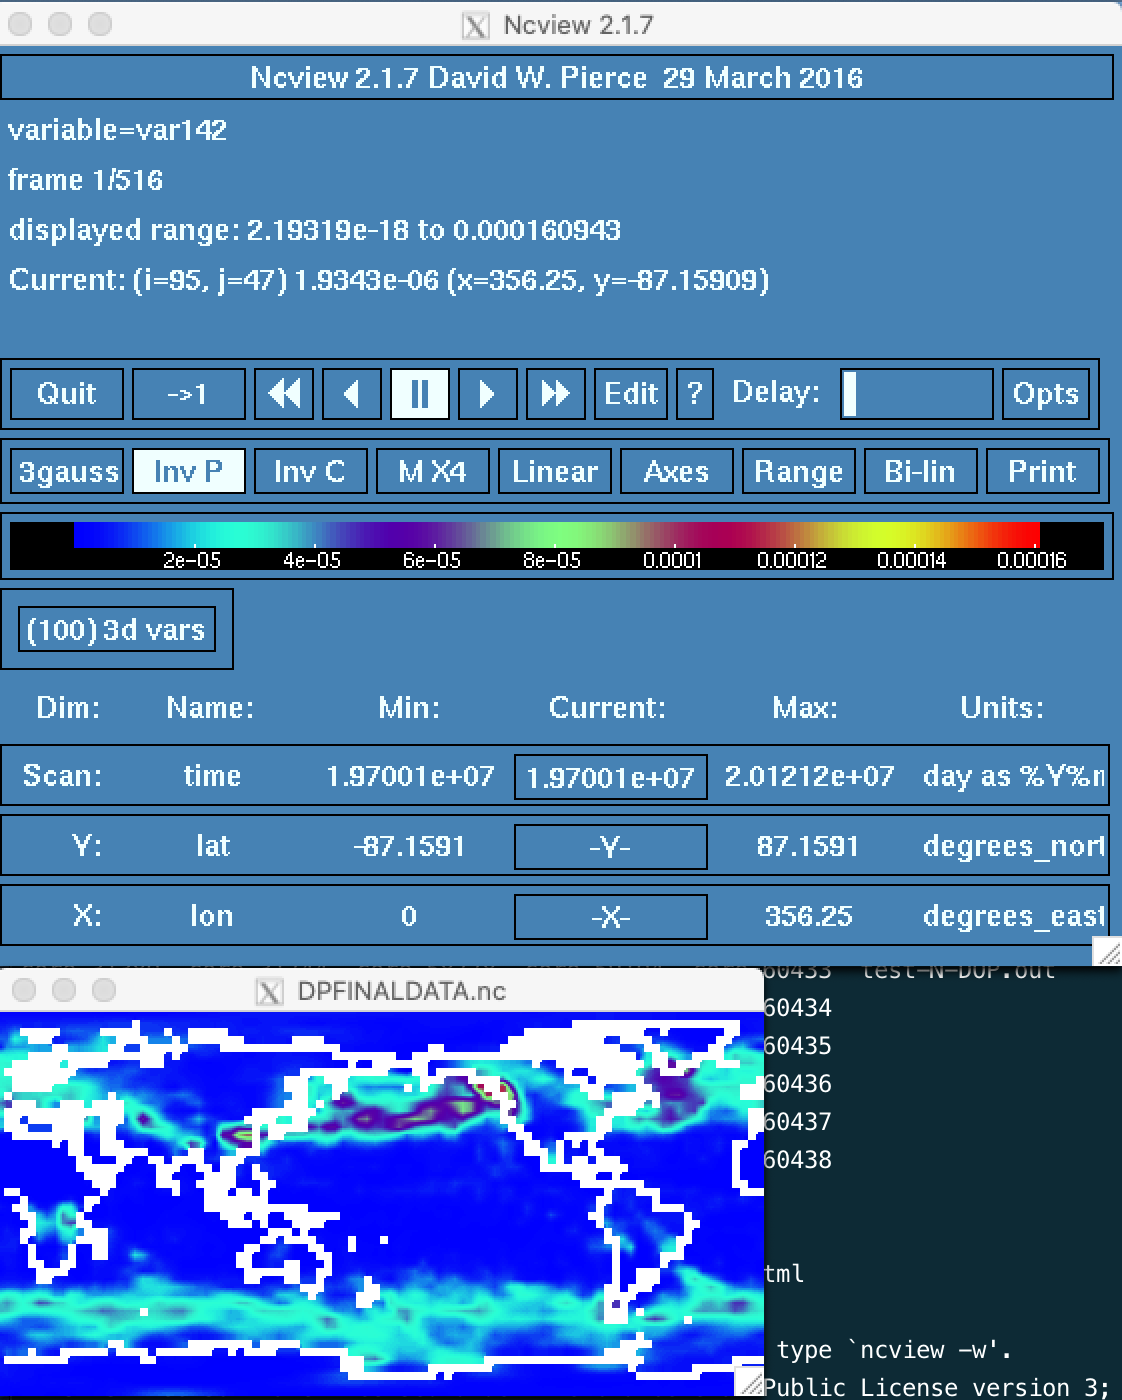 Ncview 2.1.7
Ncview 2.1.7 David W. Pierce 29 March 2016
variable=var142
frame 1/516
displayed range: 2.19319e-18 to 0.000160943
Current: (i=95, j=47) 1.9343e-06 (x=356.25, y=-87.15909)
Quit ->1 Edit ? Delay: Opts
3gauss Inv P Inv C M X4 Linear Axes Range Bi-lin Print
2e-05 4e-05 6e-05 8e-05 0.0001 0.00012 0.00014 0.00016
(100) 3d vars
Dim: Name: Min: Current: Max: Units:
Scan: time 1.97001e+07 1.97001e+07 2.01212e+07 day as %Y%m
Y: lat -87.1591 -Y- 87.1591 degrees_nort
X: lon 0 -X- 356.25 degrees_east
60433 test-N-DOP.out
DPFINALDATA.nc
60434
60435
60436
60437
60438
tml
type `ncview -w'.
Public License version 3;